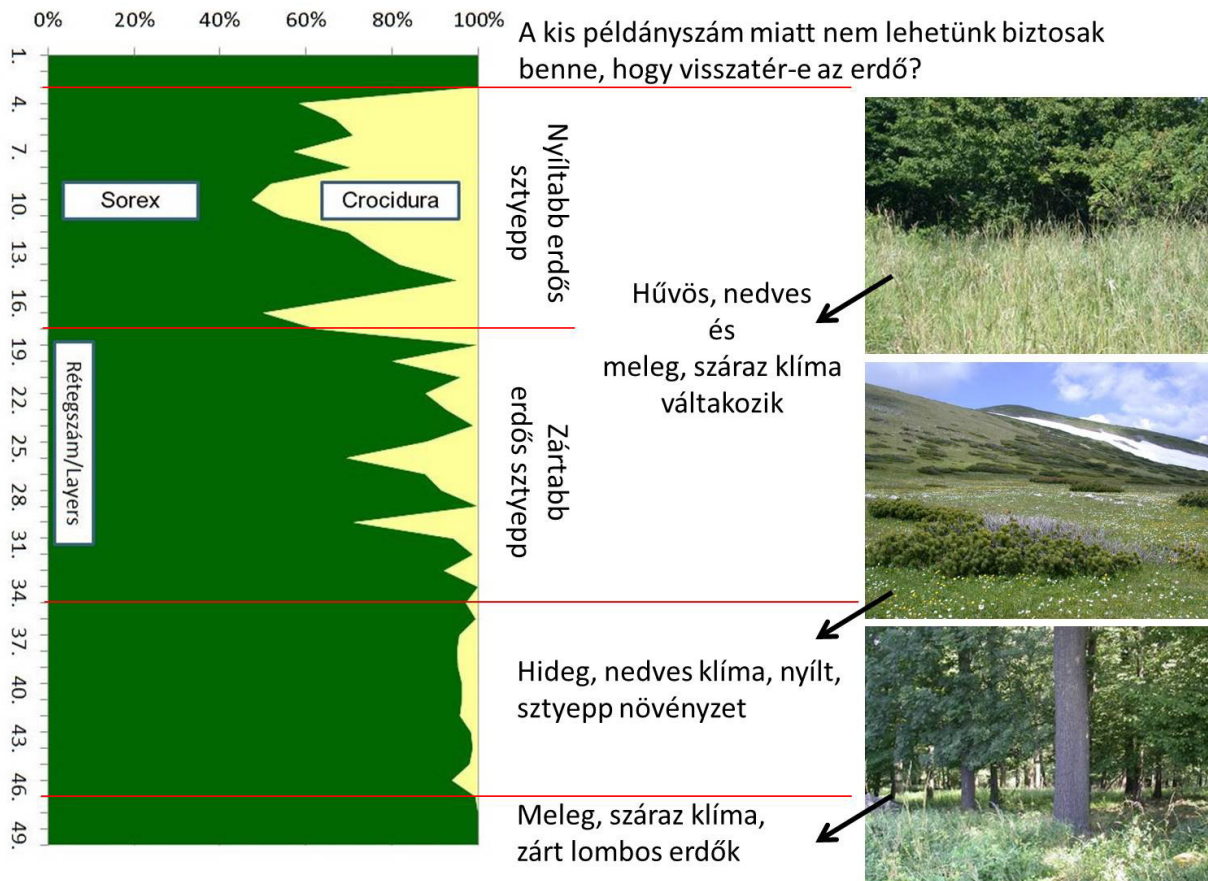 0% 20% 40% 60% 80% 100%
A kis példányszám miatt nem lehetünk biztosak
benne, hogy visszatér-e az erdő?
1.
4.
7.
10.
13.
16.
19.
22.
25.
28.
31.
34.
37.
40.
43.
46.
49.
Sorex
Crocidura
Rétegszám/Layers
Nyíltabb erdős
sztyepp
Zártabb
erdős sztyepp
Hűvös, nedves
és
meleg, száraz klíma
váltakozik
Hideg, nedves klíma, nyílt,
sztyepp növényzet
Meleg, száraz klíma,
zárt lombos erdők